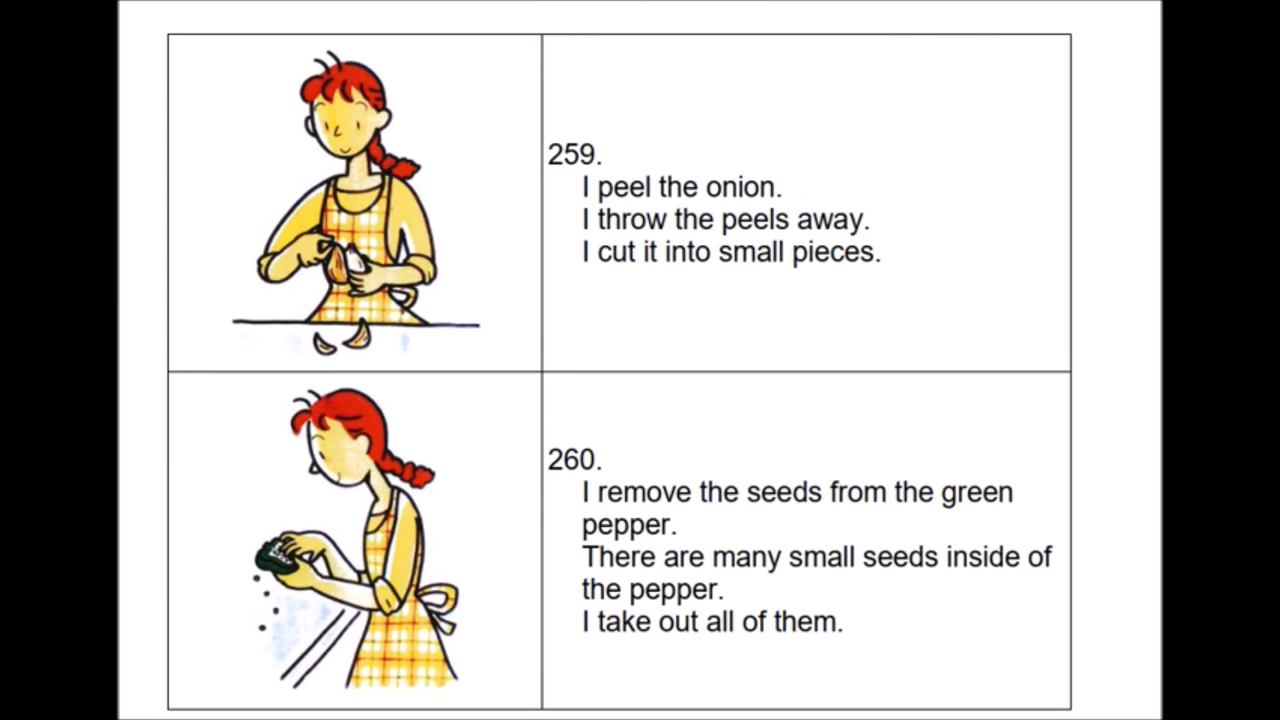 259.
I peel the onion.
I throw the peels away.
I cut it into small pieces.
260.
I remove the seeds from the green
pepper.
There are many small seeds inside of
the pepper.
I take out all of them.